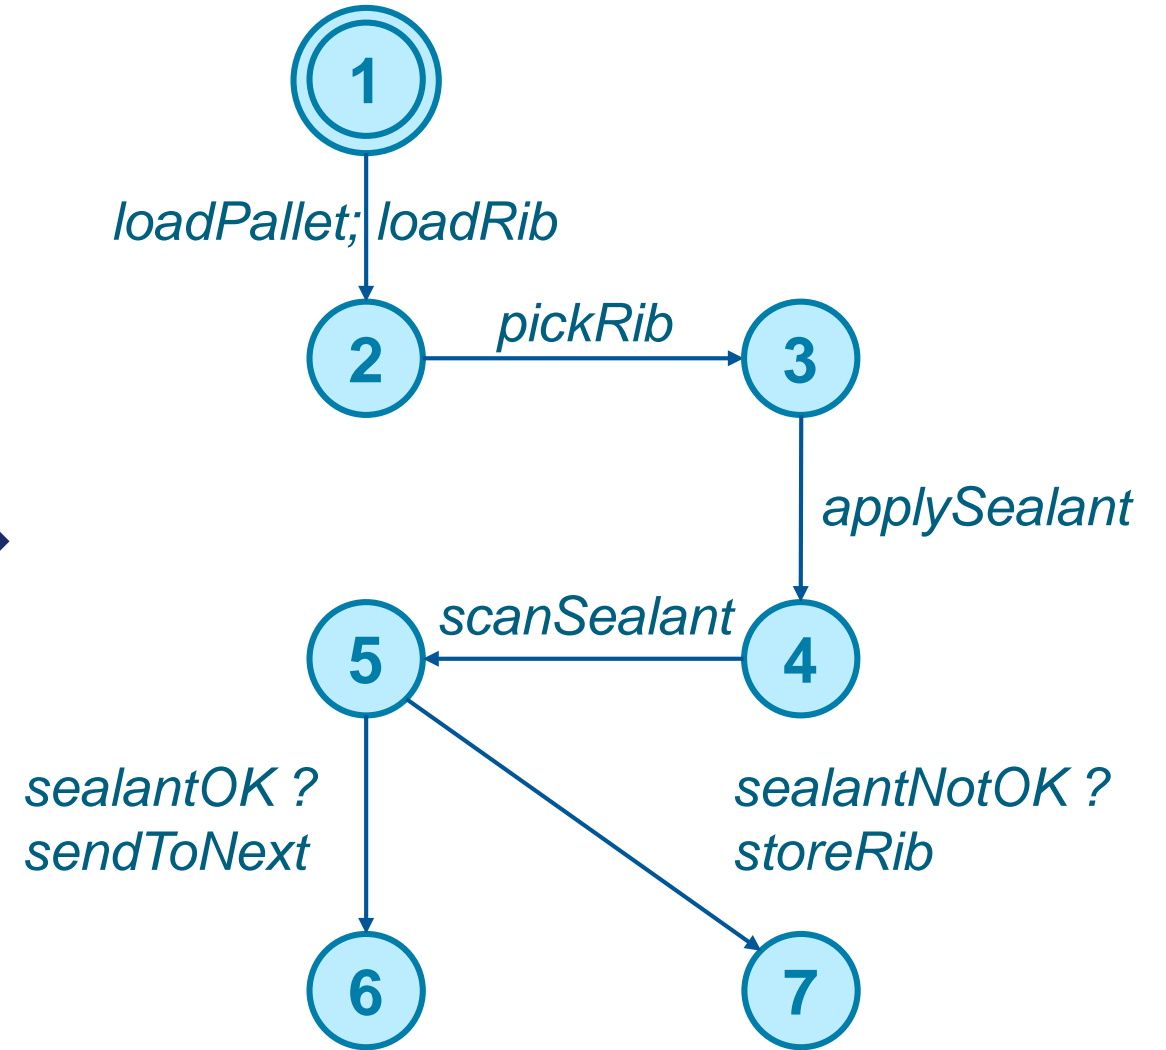 1
loadPallet; loadRib
2
pickRib
3
applySealant
scanSealant
5
4
sealantOK ?
sendToNext
sealantNotOK ?
storeRib
6
7